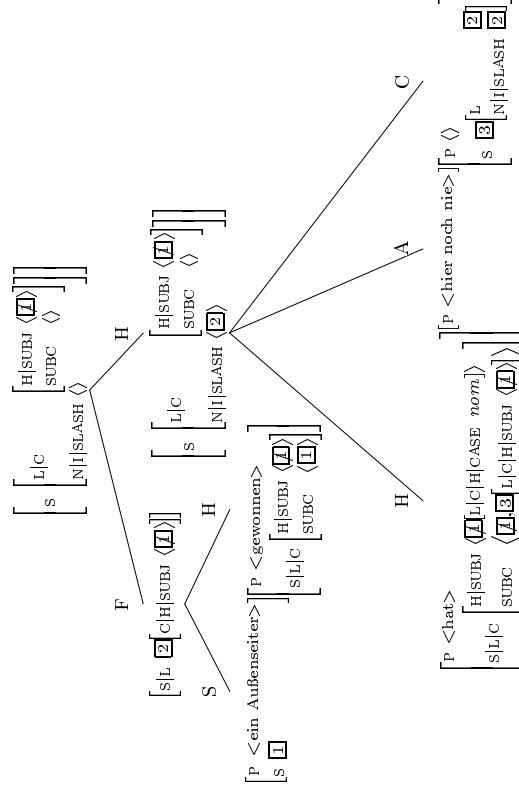 S L|C H|SUBJ ⟨1⟩
SUBC ⟨⟩
N|I|SLASH ⟨⟩
F
H
S|L 2 C|H|SUBJ ⟨1⟩
S L|C H|SUBJ ⟨1⟩
SUBC ⟨⟩
N|I|SLASH ⟨2⟩
S
H
P <ein Außenseiter>
S 1
P <gewonnen>
S|L|C H|SUBJ ⟨1⟩
SUBC ⟨1⟩
H
A
C
P <hat>
S|L|C H|SUBJ ⟨1 L|C|H|CASE nom⟩
SUBC ⟨1,3 L|C|H|SUBJ ⟨1⟩⟩
P <hier noch nie>
P ⟨⟩
S 3 L 2
N|I|SLASH 2